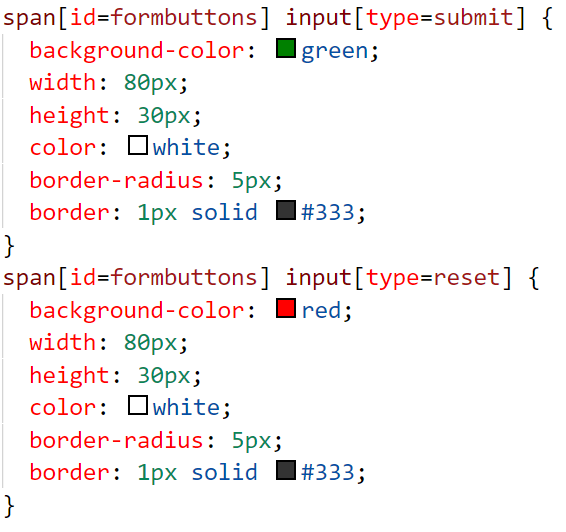 span[id=formbuttons] input[type=submit] {
background-color: green;
width: 80px;
height: 30px;
color: white;
border-radius: 5px;
border: 1px solid #333;
}
span[id=formbuttons] input[type=reset] {
background-color: red;
width: 80px;
height: 30px;
color: white;
border-radius: 5px;
border: 1px solid #333;
}